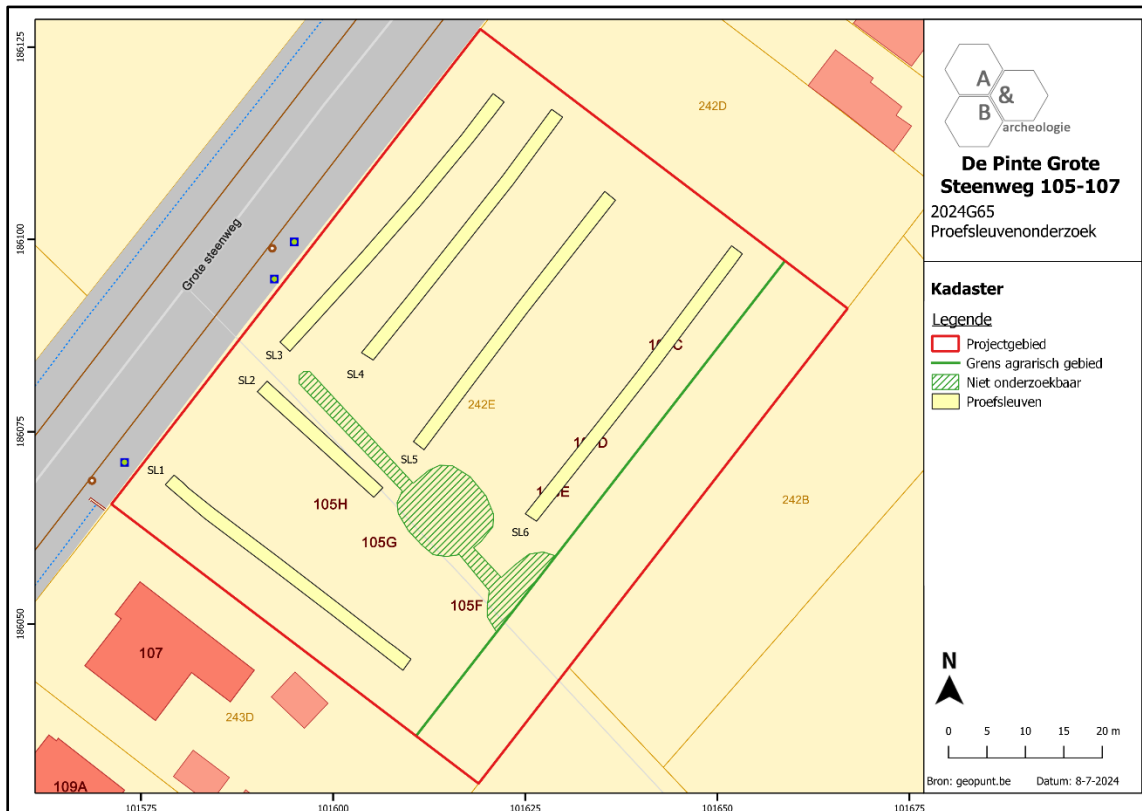 A
&
B
archeologie
De Pinte Grote
Steenweg 105-107
2024G65
Proefsleuvenonderzoek
Kadaster
Legende
Projectgebied
Grens agrarisch gebied
Niet onderzoekbaar
Proefsleuven
N
0 5 10 15 20 m
Bron: geopunt.be Datum: 8-7-2024
186125
186100
186075
186050
101575
101600
101625
101650
101675
Grote steenweg
242D
SL3
SL4
SL2
242E
SL5
SL1
105H
105G
SL6
242B
105F
107
243D
109A